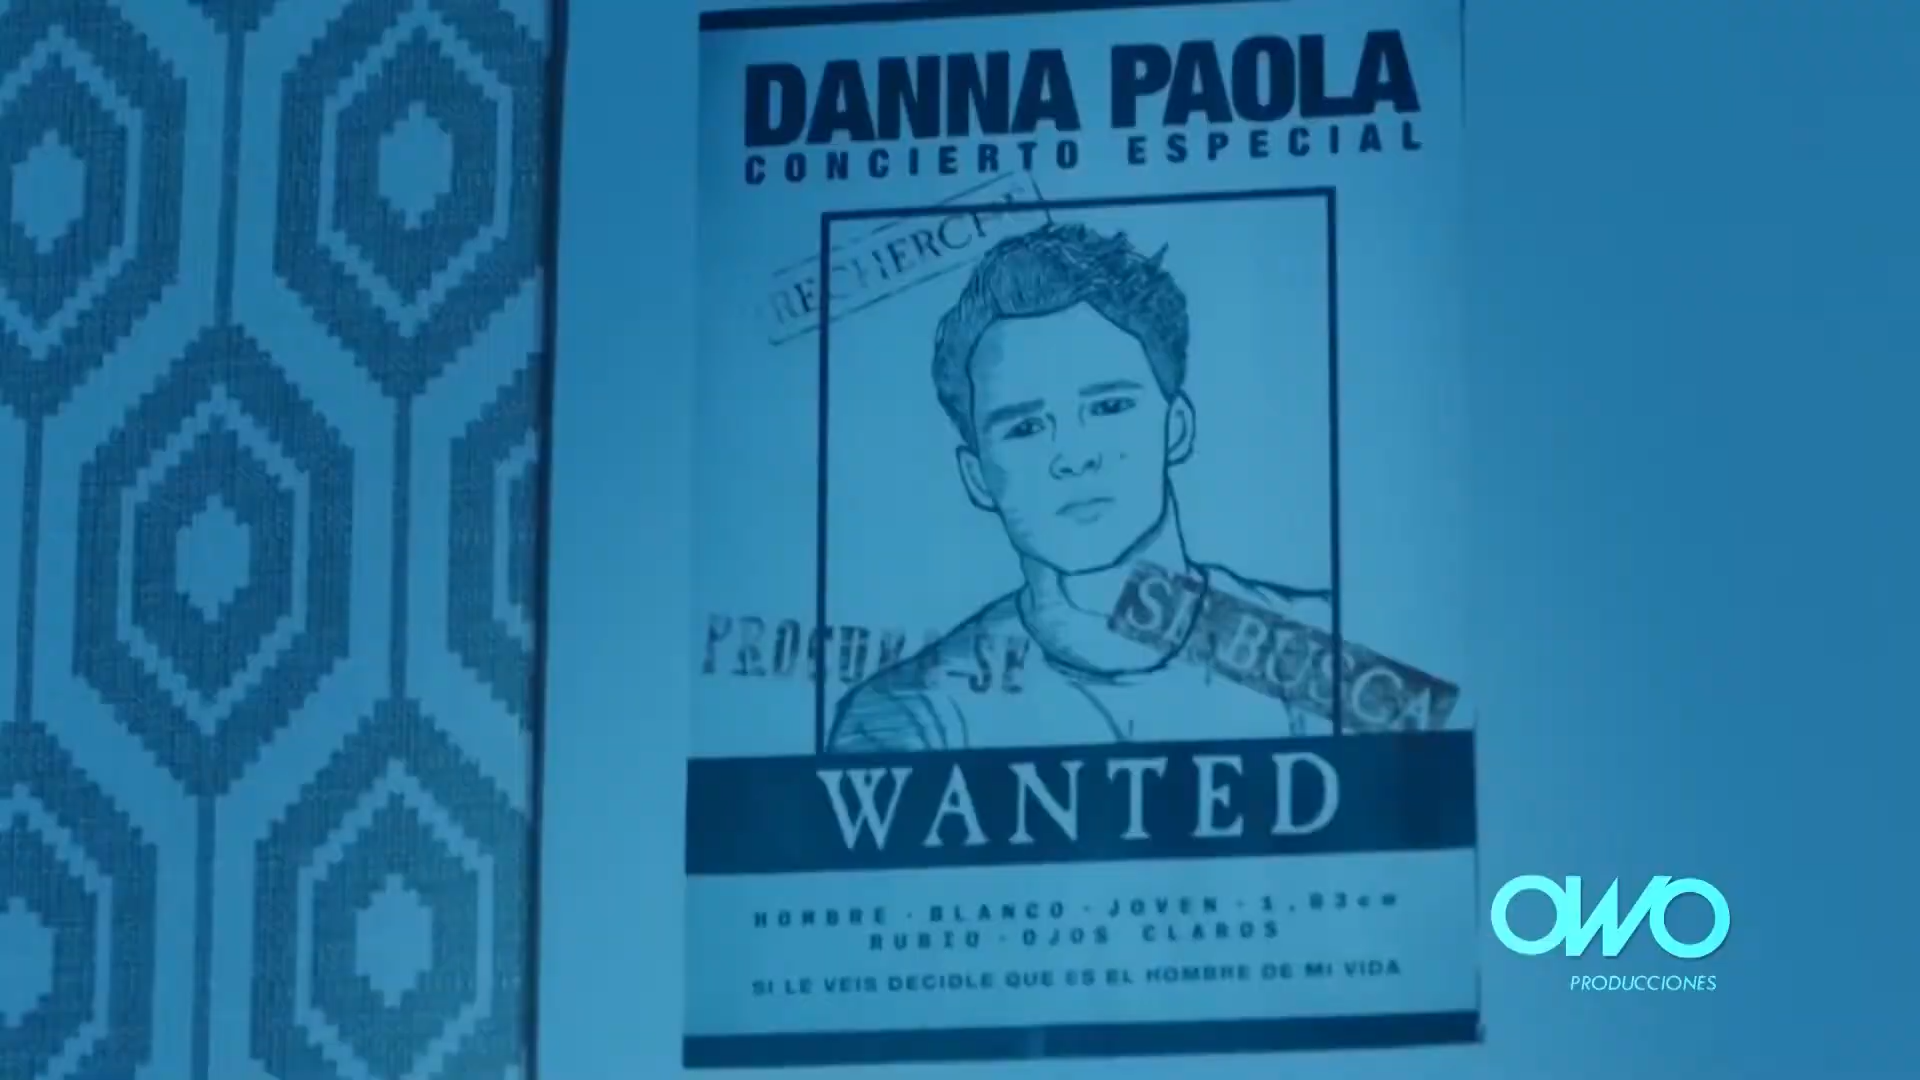 DANNA PAOLA
CONCIERTO ESPECIAL
RECHERCHE
PROCURA-SE
SE BUSCA
WANTED
HOMBRE - BLANCO - JOVEN - 1.83cm
RUBIO - OJOS CLAROS
SI LE VEIS DECIDLE QUE ES EL HOMBRE DE MI VIDA
OWO
PRODUCCIONES